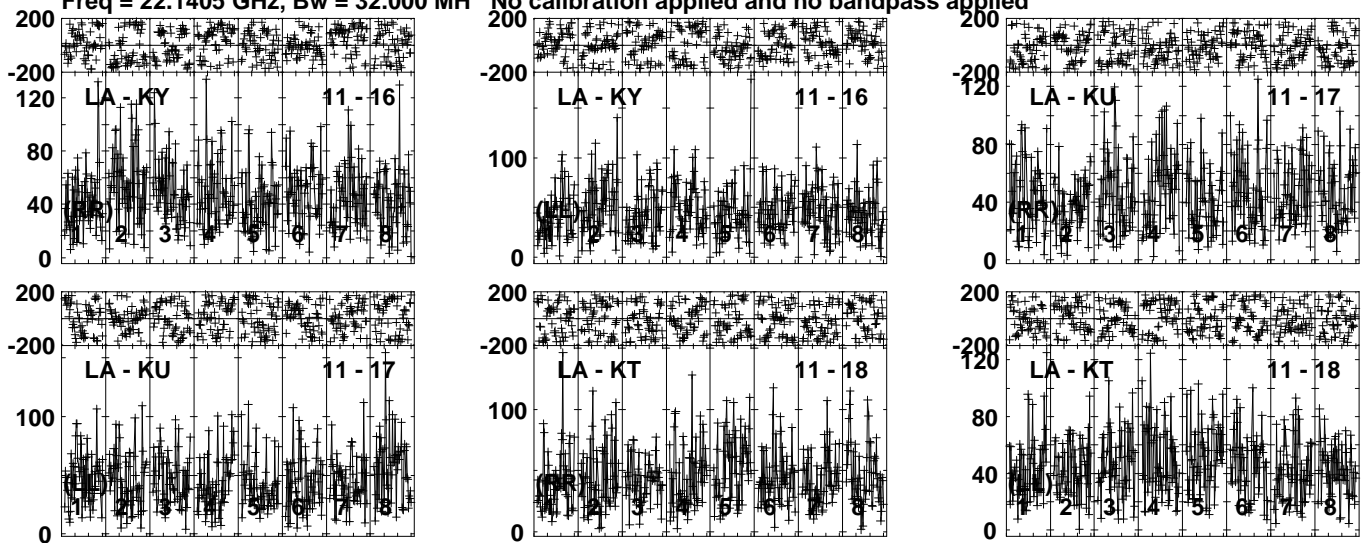 Freq = 22.1405 GHz, Bw = 32.000 MH No calibration applied and no bandpass applied
200
-200
LA - KY 11 - 16
120
80
40
0
(RR)
1 2 3 4 5 6 7 8
-200
LA - KY 11 - 16
200
100
0
(LL)
1 2 3 4 5 6 7 8
200
-200
LA - KU 11 - 17
120
80
40
0
(RR)
1 2 3 4 5 6 7 8
200
-200
LA - KU 11 - 17
100
0
(LL)
1 2 3 4 5 6 7 8
200
-200
LA - KT 11 - 18
100
0
(RR)
1 2 3 4 5 6 7 8
200
-200
LA - KT 11 - 18
120
80
40
0
(LL)
1 2 3 4 5 6 7 8